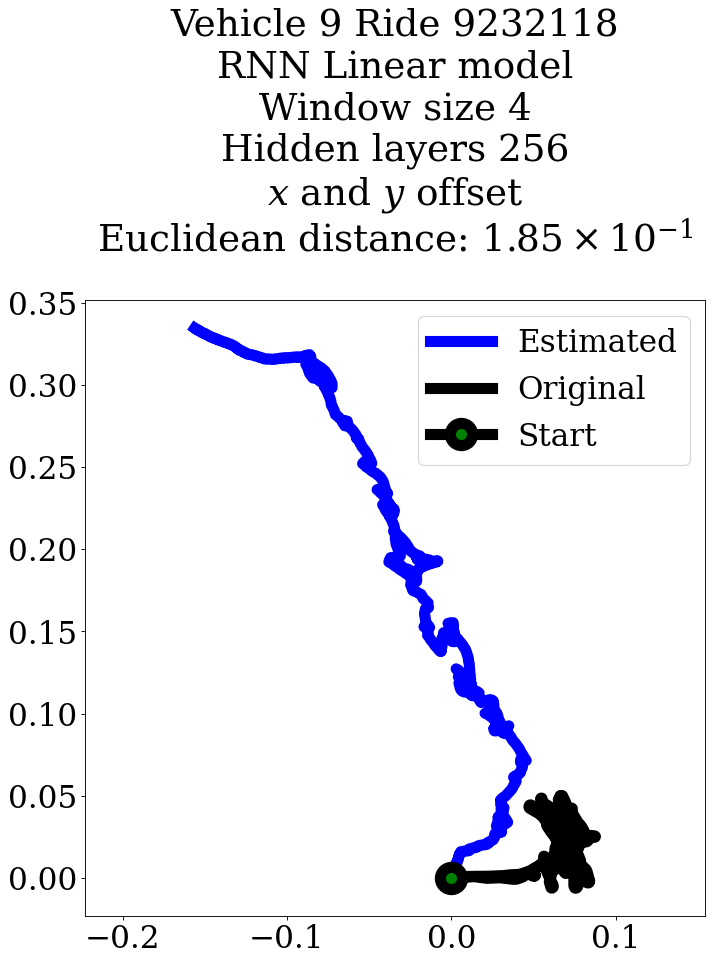 Vehicle 9 Ride 9232118
RNN Linear model
Window size 4
Hidden layers 256
x and y offset
Euclidean distance: 1.85 × 10⁻¹
0.35
0.30
0.25
0.20
0.15
0.10
0.05
0.00
−0.2
−0.1
0.0
0.1
Estimated
Original
Start